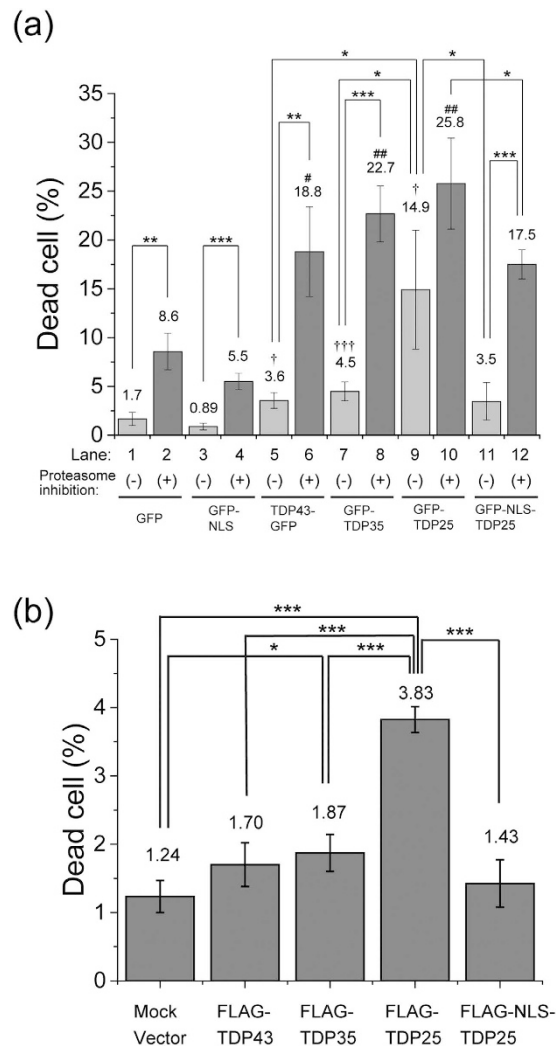 (a)
Dead cell (%)
35
30
25
20
15
10
5
0
* *
* *
** *** ## 
# ## 25.8 ***
18.8 22.7 †
14.9 17.5
** *** 
8.6 
1.7 5.5 † ††† 3.5
0.89 3.6 4.5
Lane: 1 2 3 4 5 6 7 8 9 10 11 12
Proteasome
inhibition: (-) (+) (-) (+) (-) (+) (-) (+) (-) (+) (-) (+)
GFP GFP-NLS TDP43-GFP GFP-TDP35 GFP-TDP25 GFP-NLS-TDP25
(b)
Dead cell (%)
5
4
3
2
1
0
***
*** ***
* ***
3.83
1.24 1.70 1.87 1.43
Mock FLAG- FLAG- FLAG- FLAG-NLS-
Vector TDP43 TDP35 TDP25 TDP25